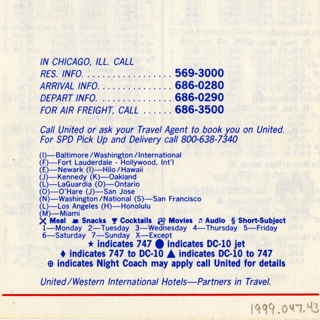 IN CHICAGO, ILL. CALL
RES. INFO. . . . . . . . . . . . . . . . 569-3000
ARRIVAL INFO. . . . . . . . . . . . . 686-0280
DEPART INFO. . . . . . . . . . . . . . 686-0290
FOR AIR FREIGHT, CALL . . . . . . 686-3500
Call United or ask your Travel Agent to book you on United.
For SPD Pick Up and Delivery call 800-638-7340
(I)—Baltimore/Washington/International
(F)—Fort Lauderdale - Hollywood, Int'l
(E)—Newark (I)—Hilo/Hawaii
(J)—Kennedy (K)—Oakland
(L)—LaGuardia (O)—Ontario
(O)—O'Hare (J)—San Jose
(N)—Washington/National (S)—San Francisco
(L)—Los Angeles (H)—Honolulu
(M)—Miami
Meal Snacks Cocktails Movies ♫ Audio § Short-Subject
1—Monday 2—Tuesday 3—Wednesday 4—Thursday 5—Friday
6—Saturday 7—Sunday X—Except
★ indicates 747 ● indicates DC-10 jet
♦ indicates 747 to DC-10 ▲ indicates DC-10 to 747
⊕ indicates Night Coach may apply call United for details
United/Western International Hotels—Partners in Travel.
1999.047.43